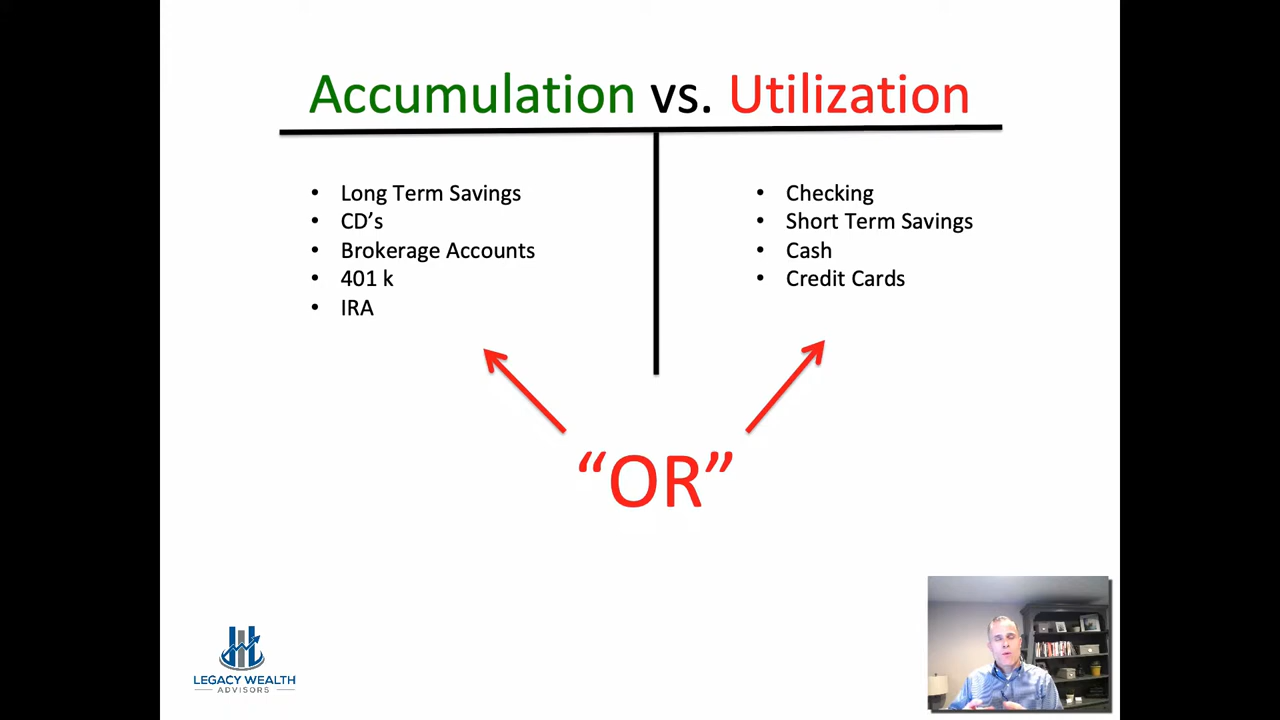 Accumulation vs. Utilization
• Long Term Savings
• CD’s
• Brokerage Accounts
• 401 k
• IRA
• Checking
• Short Term Savings
• Cash
• Credit Cards
“OR”
LEGACY WEALTH
ADVISORS